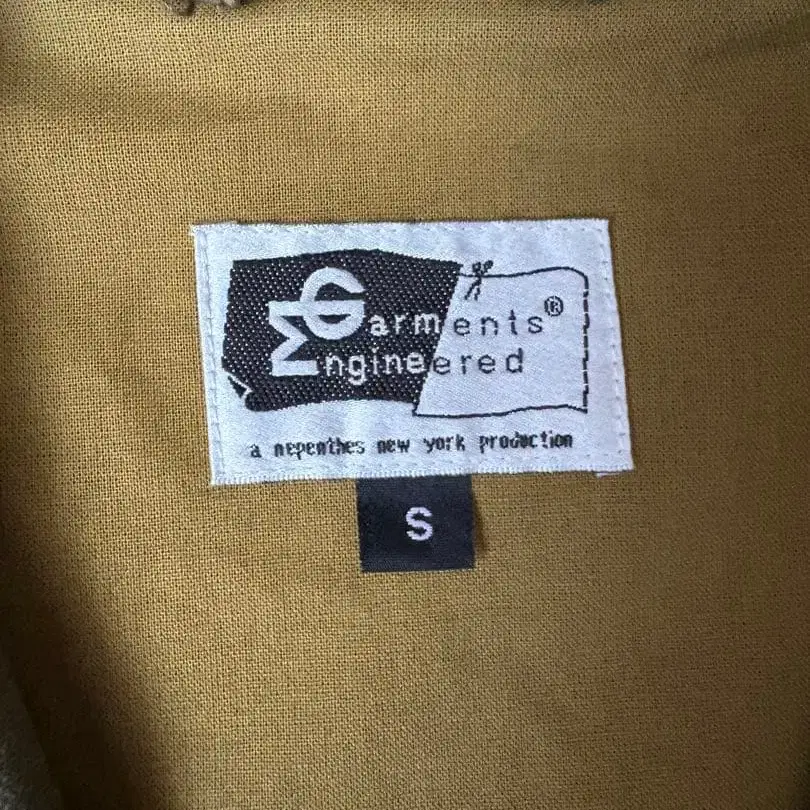 Garments®
Engineered
a nepenthes new york production
S